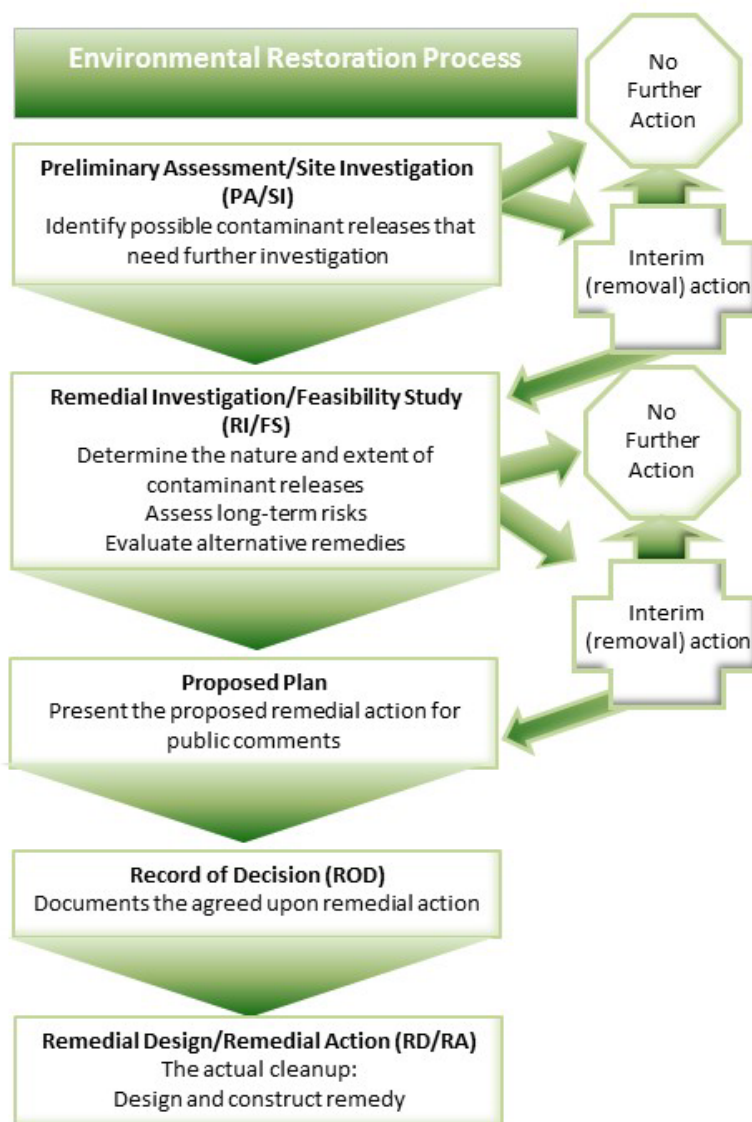 Environmental Restoration Process
No
Further
Action
Preliminary Assessment/Site Investigation
(PA/SI)
Identify possible contaminant releases that
need further investigation
Interim
(removal) action
Remedial Investigation/Feasibility Study
(RI/FS)
Determine the nature and extent of
contaminant releases
Assess long-term risks
Evaluate alternative remedies
No
Further
Action
Interim
(removal) action
Proposed Plan
Present the proposed remedial action for
public comments
Record of Decision (ROD)
Documents the agreed upon remedial action
Remedial Design/Remedial Action (RD/RA)
The actual cleanup:
Design and construct remedy